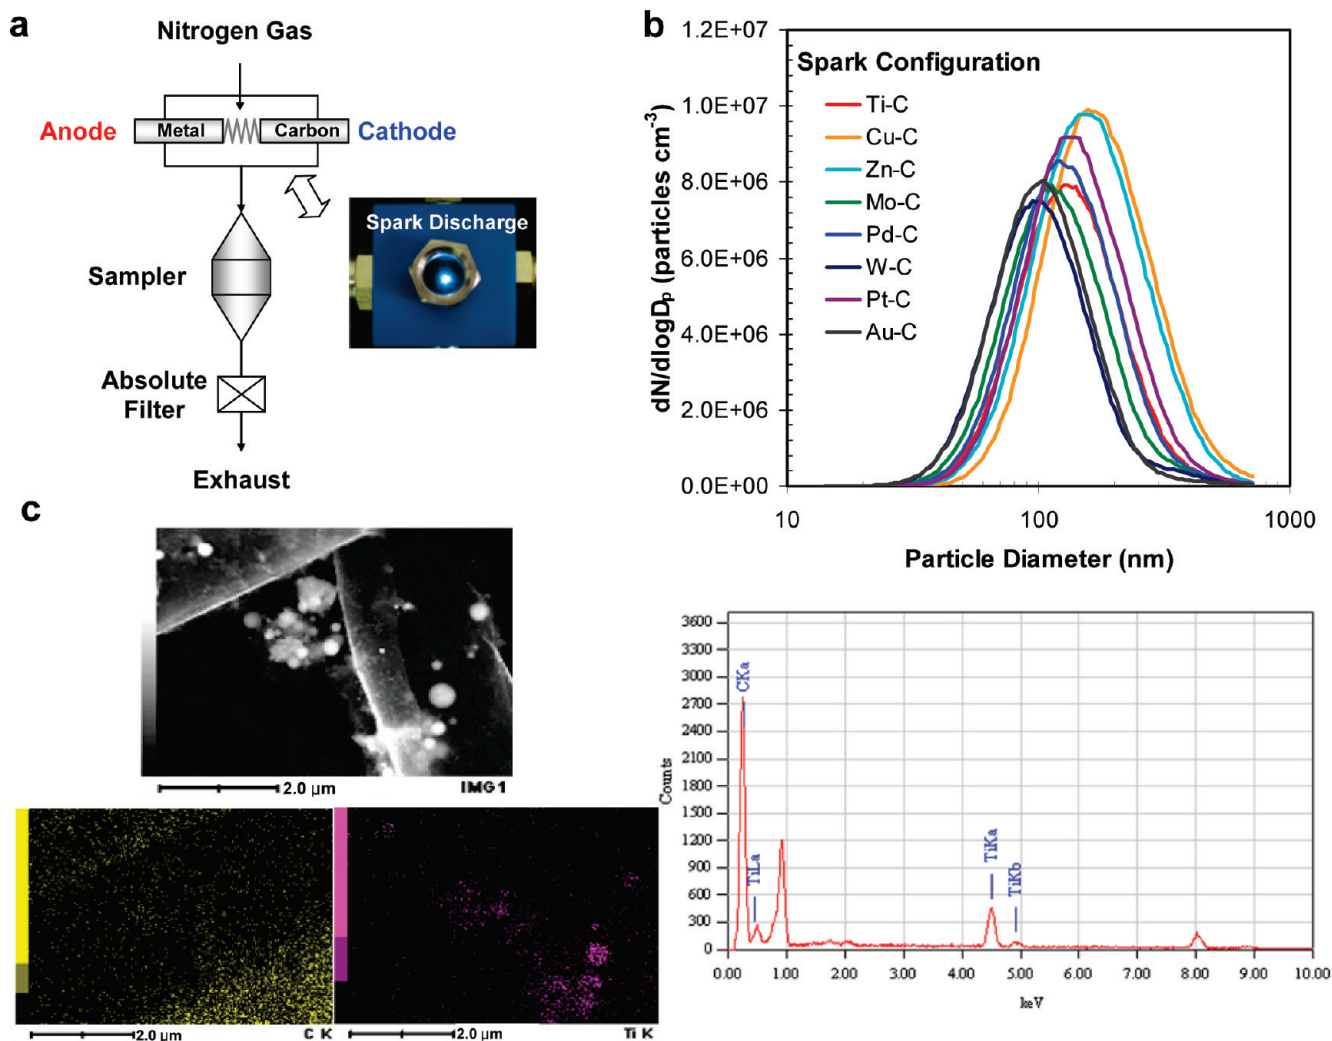 a
Nitrogen Gas
Anode
Metal
Carbon
Cathode
Spark Discharge
Sampler
Absolute
Filter
Exhaust
b
1.2E+07
1.0E+07
8.0E+06
6.0E+06
4.0E+06
2.0E+06
0.0E+00
dN/dlogDp (particles cm-3)
Spark Configuration
Ti-C
Cu-C
Zn-C
Mo-C
Pd-C
W-C
Pt-C
Au-C
10 100 1000
Particle Diameter (nm)
c
2.0 µm IMG1
2.0 µm C K
2.0 µm Ti K
3600
3300
3000
2700
2400
2100
1800
1500
1200
900
600
300
0
Counts
CKa
TiLa
TiKa
TiKb
0.00 1.00 2.00 3.00 4.00 5.00 6.00 7.00 8.00 9.00 10.00
keV